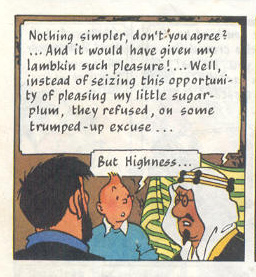 Nothing simpler, don't you agree?
... And it would have given my
lambkin such pleasure!... Well,
instead of seizing this opportuni-
ty of pleasing my little sugar-
plum, they refused, on some
trumped-up excuse ...
But Highness...